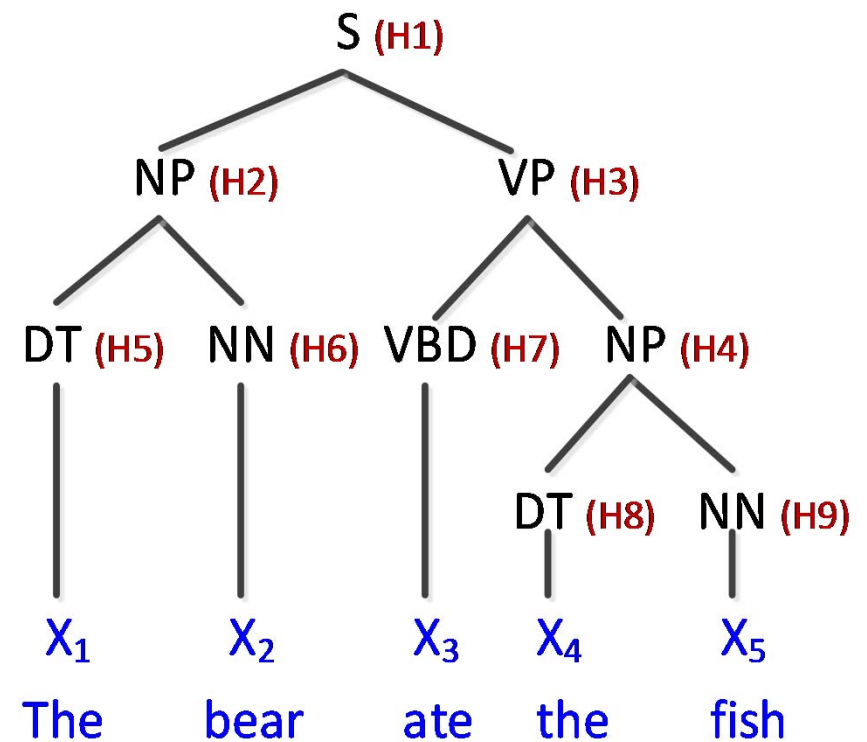 S (H1)
NP (H2) VP (H3)
DT (H5) NN (H6) VBD (H7) NP (H4)
DT (H8) NN (H9)
X₁ X₂ X₃ X₄ X₅
The bear ate the fish